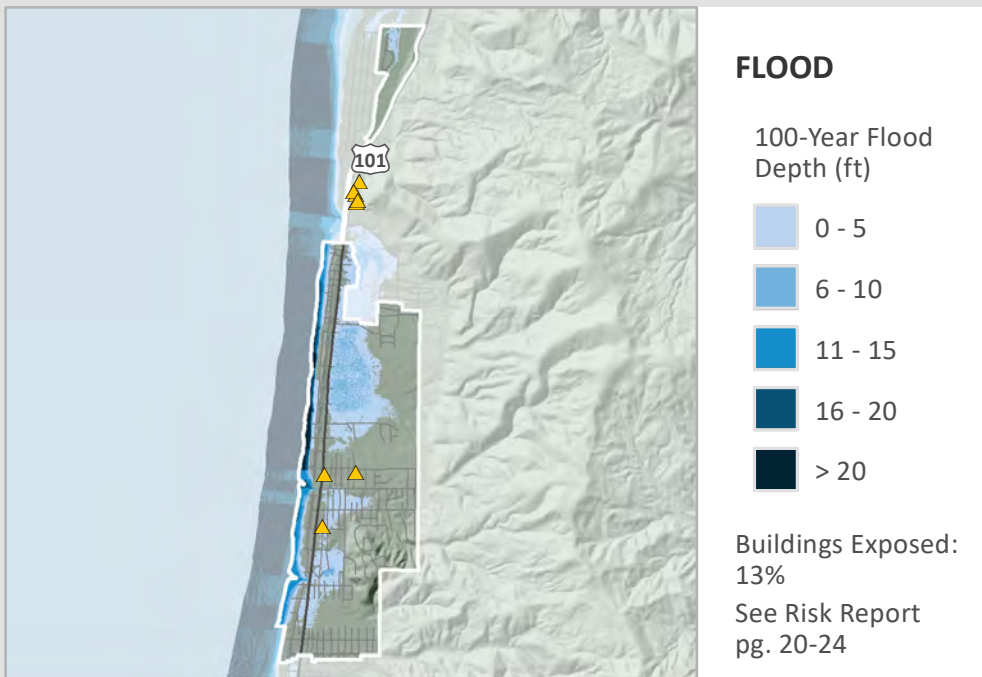 101
FLOOD
100-Year Flood
Depth (ft)
0 - 5
6 - 10
11 - 15
16 - 20
> 20
Buildings Exposed:
13%
See Risk Report
pg. 20-24